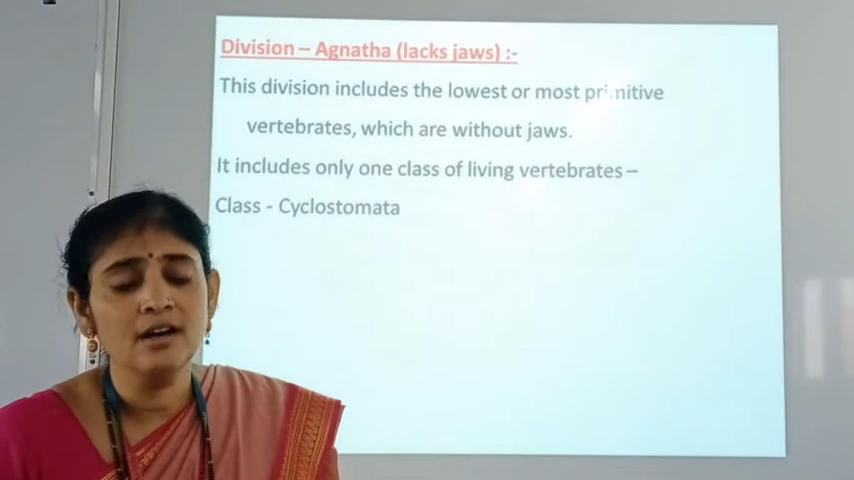 Division – Agnatha (lacks jaws) :-
This division includes the lowest or most primitive
vertebrates, which are without jaws.
It includes only one class of living vertebrates –
Class - Cyclostomata